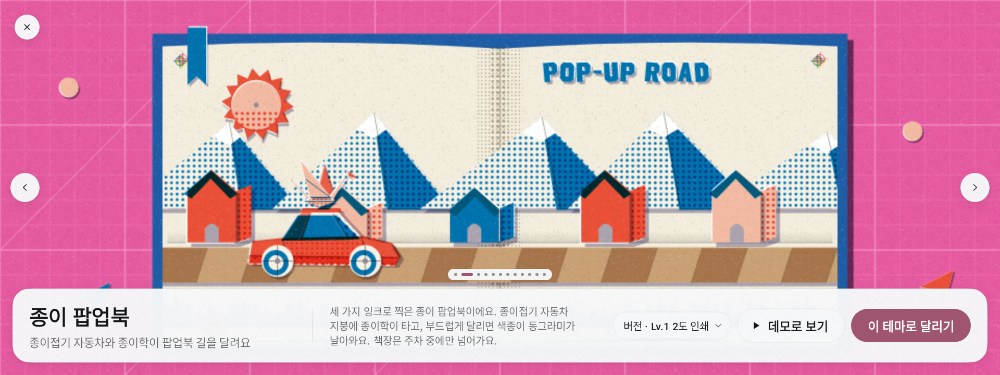 POP-UP ROAD
종이 팝업북
종이접기 자동차와 종이학이 팝업북 길을 달려요
세 가지 잉크로 찍은 종이 팝업북이에요. 종이접기 자동차
지붕에 종이학이 타고, 부드럽게 달리면 색종이 동그라미가
날아와요. 책장은 주차 중에만 넘어가요.
버전 · Lv.1 2도 인쇄
데모로 보기
이 테마로 달리기